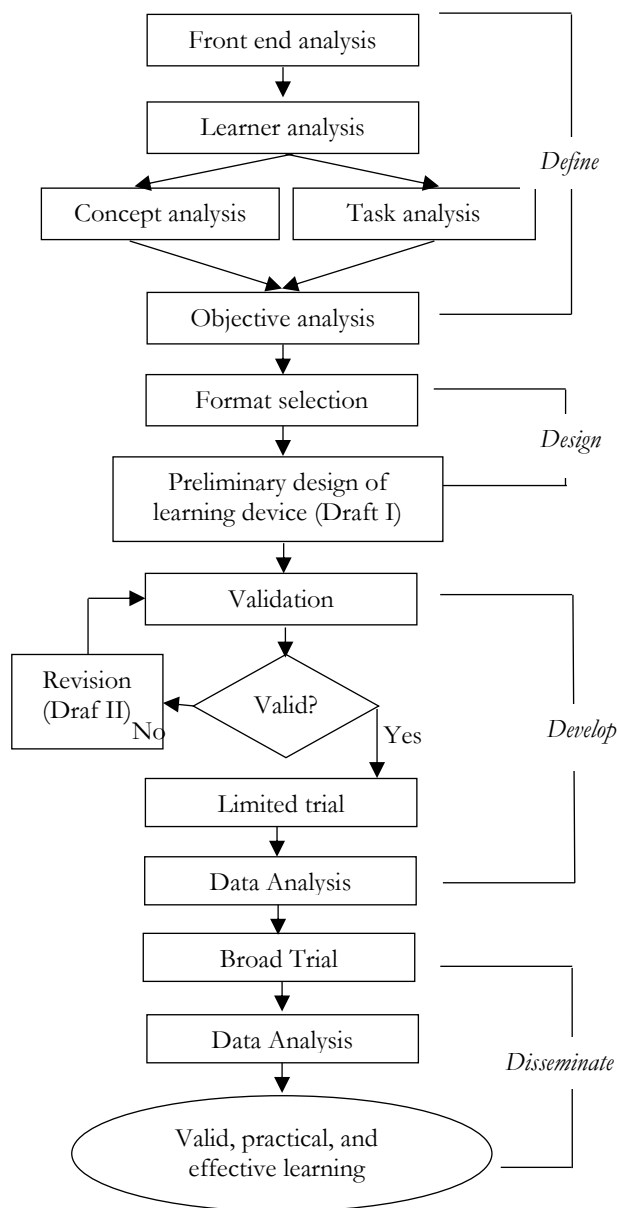 Front end analysis
Learner analysis
Define
Concept analysis
Task analysis
Objective analysis
Format selection
Design
Preliminary design of
learning device (Draft I)
Validation
Revision
(Draf II)
No
Valid?
Yes
Develop
Limited trial
Data Analysis
Broad Trial
Data Analysis
Disseminate
Valid, practical, and
effective learning